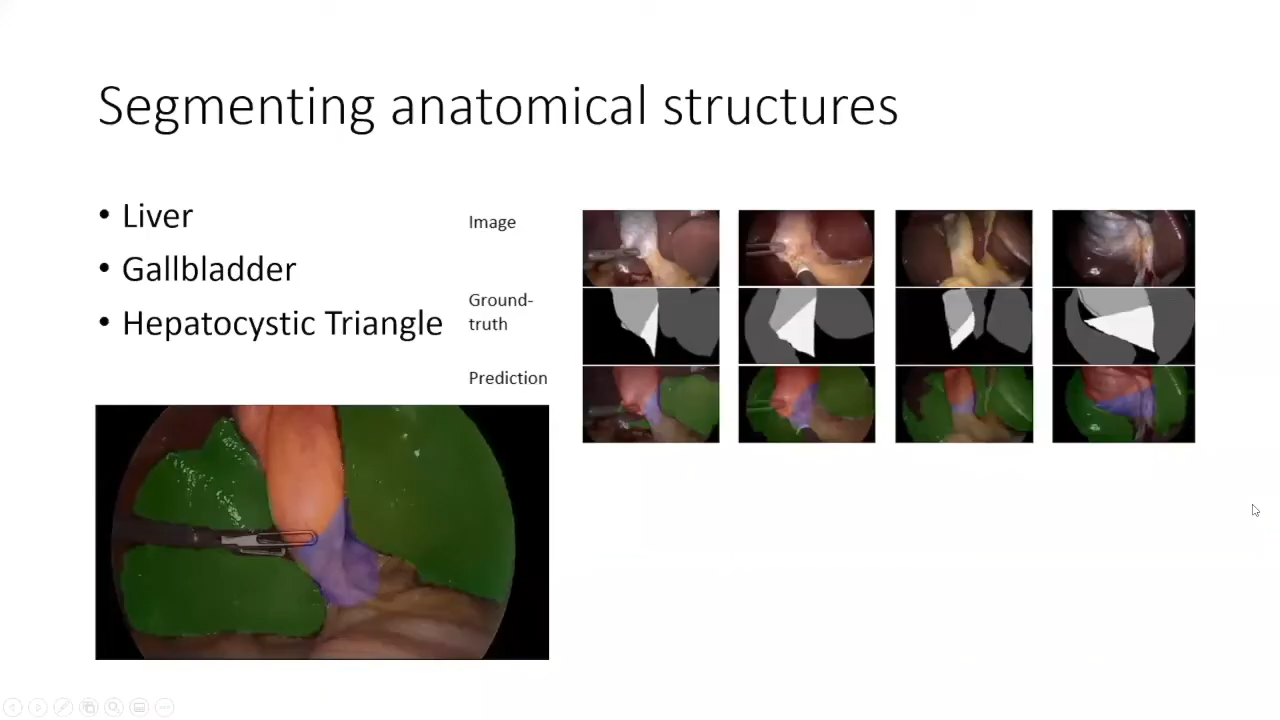 Segmenting anatomical structures
• Liver
• Gallbladder
• Hepatocystic Triangle
Image
Ground-
truth
Prediction